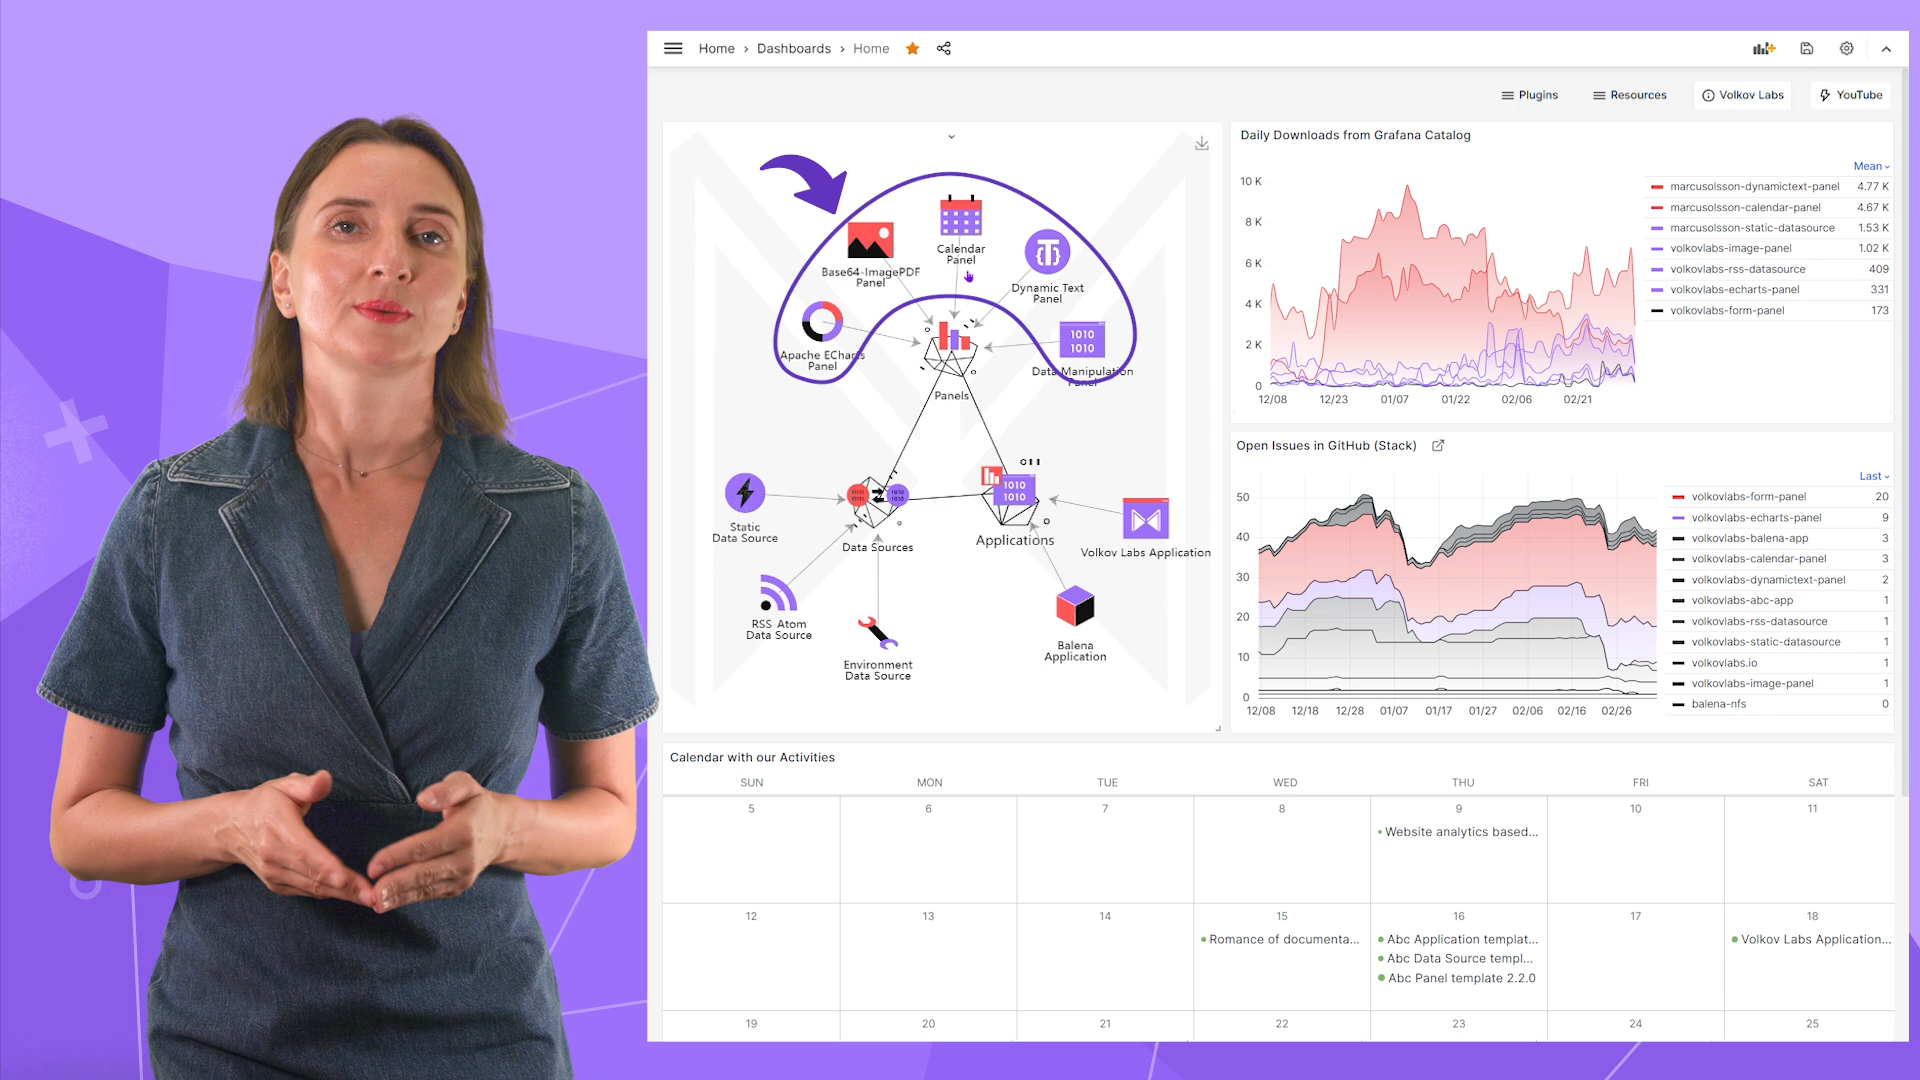 Home › Dashboards › Home
Plugins
Resources
Volkov Labs
YouTube
Base64-ImagePDF
Panel
Calendar
Panel
Dynamic Text
Panel
Apache ECharts
Panel
1010
1010
Data Manipulation
Panel
Panels
Static
Data Source
Data Sources
1010
1010
Applications
Volkov Labs Application
RSS-Atom
Data Source
Environment
Data Source
Balena
Application
Daily Downloads from Grafana Catalog
Mean
10 K
8 K
6 K
4 K
2 K
0
12/08 12/23 01/07 01/22 02/06 02/21
marcusolsson-dynamictext-panel 4.77 K
marcusolsson-calendar-panel 4.67 K
marcusolsson-static-datasource 1.53 K
volkovlabs-image-panel 1.02 K
volkovlabs-rss-datasource 409
volkovlabs-echarts-panel 331
volkovlabs-form-panel 173
Open Issues in GitHub (Stack)
Last
50
40
30
20
10
0
12/08 12/18 12/28 01/07 01/17 01/27 02/06 02/16 02/26
volkovlabs-form-panel 20
volkovlabs-echarts-panel 9
volkovlabs-balena-app 3
volkovlabs-calendar-panel 3
volkovlabs-dynamictext-panel 2
volkovlabs-abc-app 1
volkovlabs-rss-datasource 1
volkovlabs-static-datasource 1
volkovlabs.io 1
volkovlabs-image-panel 1
balena-nfs 0
Calendar with our Activities
SUN MON TUE WED THU FRI SAT
5 6 7 8 9 10 11
Website analytics based...
12 13 14 15 16 17 18
Romance of documenta...
Abc Application templat...
Abc Data Source templ...
Abc Panel template 2.2.0
Volkov Labs Application...
19 20 21 22 23 24 25